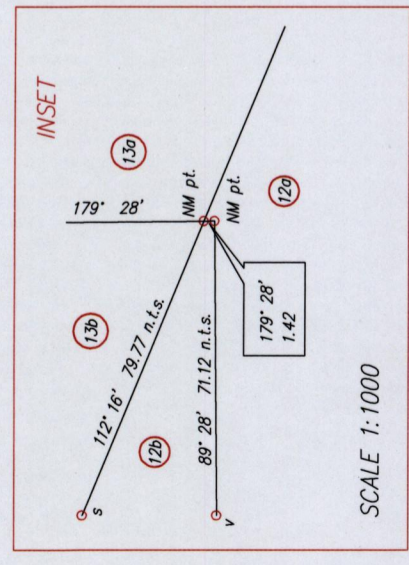 INSET
13a
179° 28'
NM pt.
NM pt.
12a
13b
112° 16' 79.77 n.t.s.
12b
89° 28' 71.12 n.t.s.
179° 28'
1.42
s
v
SCALE 1:1000